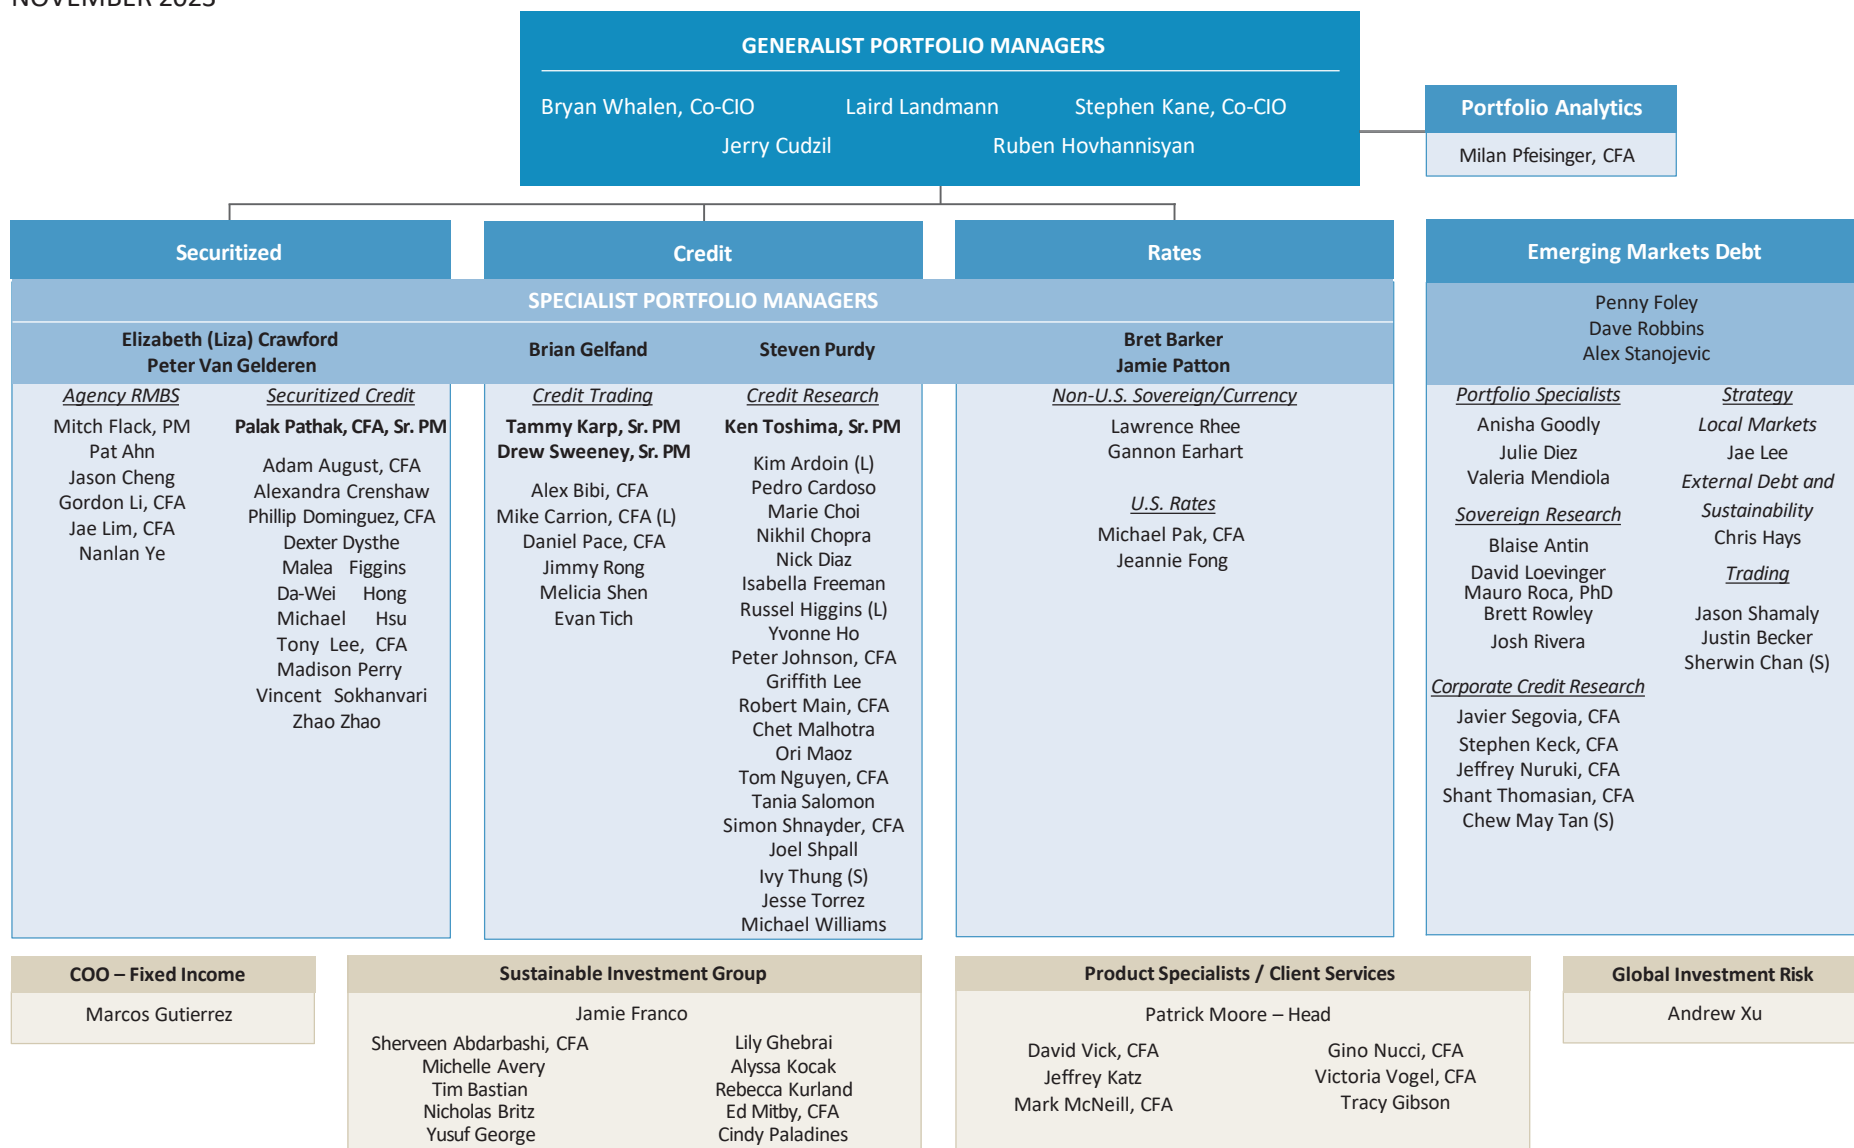 NOVEMBER 2023
GENERALIST PORTFOLIO MANAGERS
Bryan Whalen, Co-CIO Laird Landmann Stephen Kane, Co-CIO
Jerry Cudzil Ruben Hovhannisyan
Portfolio Analytics
Milan Pfeisinger, CFA
Securitized
Credit
Rates
Emerging Markets Debt
SPECIALIST PORTFOLIO MANAGERS
Elizabeth (Liza) Crawford
Peter Van Gelderen
Brian Gelfand
Steven Purdy
Bret Barker
Jamie Patton
Penny Foley
Dave Robbins
Alex Stanojevic
Agency RMBS
Mitch Flack, PM
Pat Ahn
Jason Cheng
Gordon Li, CFA
Jae Lim, CFA
Nanlan Ye
Securitized Credit
Palak Pathak, CFA, Sr. PM
Adam August, CFA
Alexandra Crenshaw
Phillip Dominguez, CFA
Dexter Dysthe
Malea Figgins
Da-Wei Hong
Michael Hsu
Tony Lee, CFA
Madison Perry
Vincent Sokhanvari
Zhao Zhao
Credit Trading
Tammy Karp, Sr. PM
Drew Sweeney, Sr. PM
Alex Bibi, CFA
Mike Carrion, CFA (L)
Daniel Pace, CFA
Jimmy Rong
Melicia Shen
Evan Tich
Credit Research
Ken Toshima, Sr. PM
Kim Ardoin (L)
Pedro Cardoso
Marie Choi
Nikhil Chopra
Nick Diaz
Isabella Freeman
Russel Higgins (L)
Yvonne Ho
Peter Johnson, CFA
Griffith Lee
Robert Main, CFA
Chet Malhotra
Ori Maoz
Tom Nguyen, CFA
Tania Salomon
Simon Shnayder, CFA
Joel Shpall
Ivy Thung (S)
Jesse Torrez
Michael Williams
Non-U.S. Sovereign/Currency
Lawrence Rhee
Gannon Earhart
U.S. Rates
Michael Pak, CFA
Jeannie Fong
Portfolio Specialists
Anisha Goodly
Julie Diez
Valeria Mendiola
Sovereign Research
Blaise Antin
David Loevinger
Mauro Roca, PhD
Brett Rowley
Josh Rivera
Corporate Credit Research
Javier Segovia, CFA
Stephen Keck, CFA
Jeffrey Nuruki, CFA
Shant Thomasian, CFA
Chew May Tan (S)
Strategy
Local Markets
Jae Lee
External Debt and
Sustainability
Chris Hays
Trading
Jason Shamaly
Justin Becker
Sherwin Chan (S)
COO – Fixed Income
Marcos Gutierrez
Sustainable Investment Group
Jamie Franco
Sherveen Abdarbashi, CFA
Michelle Avery
Tim Bastian
Nicholas Britz
Yusuf George
Lily Ghebrai
Alyssa Kocak
Rebecca Kurland
Ed Mitby, CFA
Cindy Paladines
Product Specialists / Client Services
Patrick Moore – Head
David Vick, CFA
Jeffrey Katz
Mark McNeill, CFA
Gino Nucci, CFA
Victoria Vogel, CFA
Tracy Gibson
Global Investment Risk
Andrew Xu